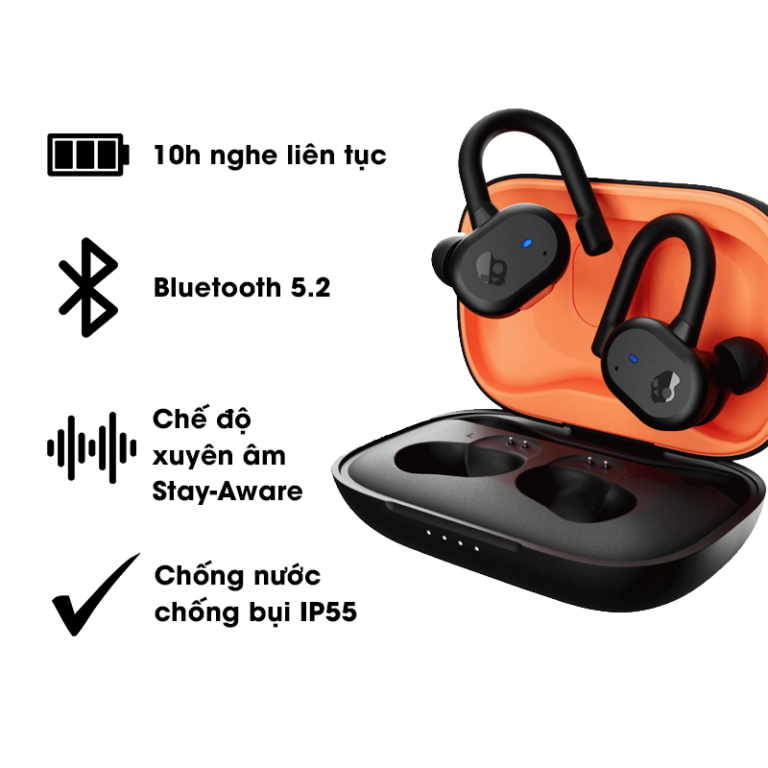 10h nghe liên tục
Bluetooth 5.2
Chế độ
xuyên âm
Stay-Aware
Chống nước
chống bụi IP55